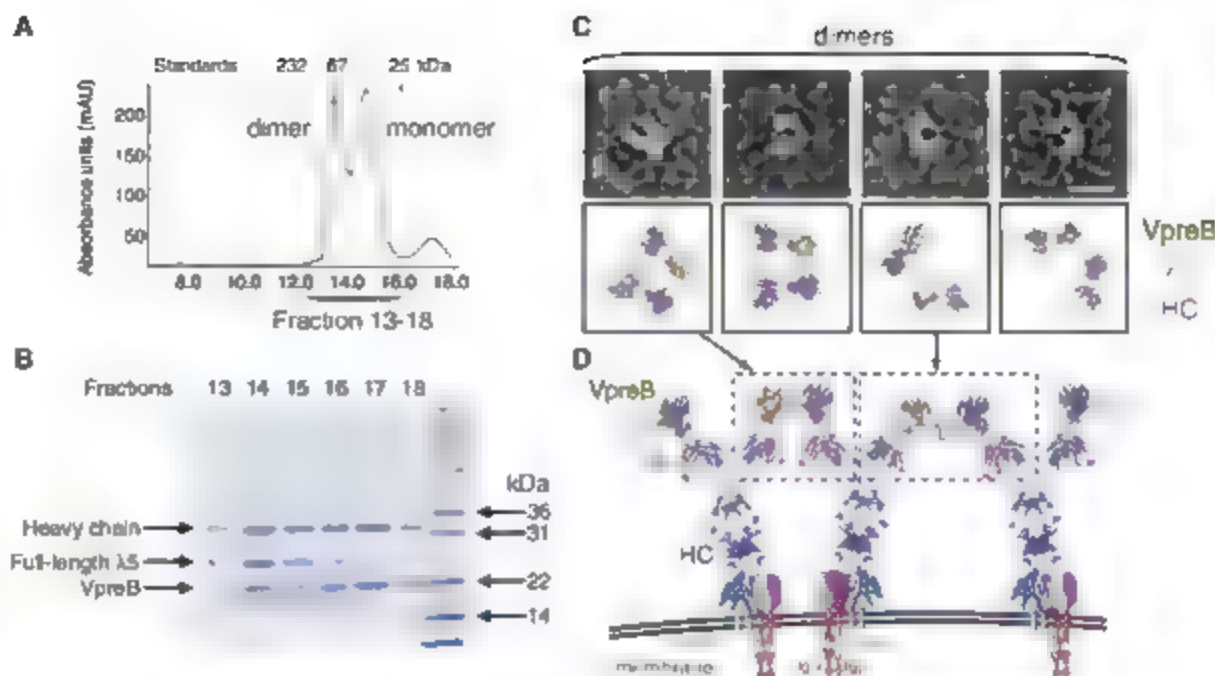 A
Standards 232 67 25 kDa
dimer
monomer
Absorbance units (mAU)
200
150
100
50
8.0 10.0 12.0 14.0 16.0 18.0
Fraction 13-18
B
Fractions 13 14 15 16 17 18
kDa
Heavy chain
Full-length λ5
VpreB
36
31
22
14
C
dimers
VpreB
HC
D
VpreB
HC
membrane